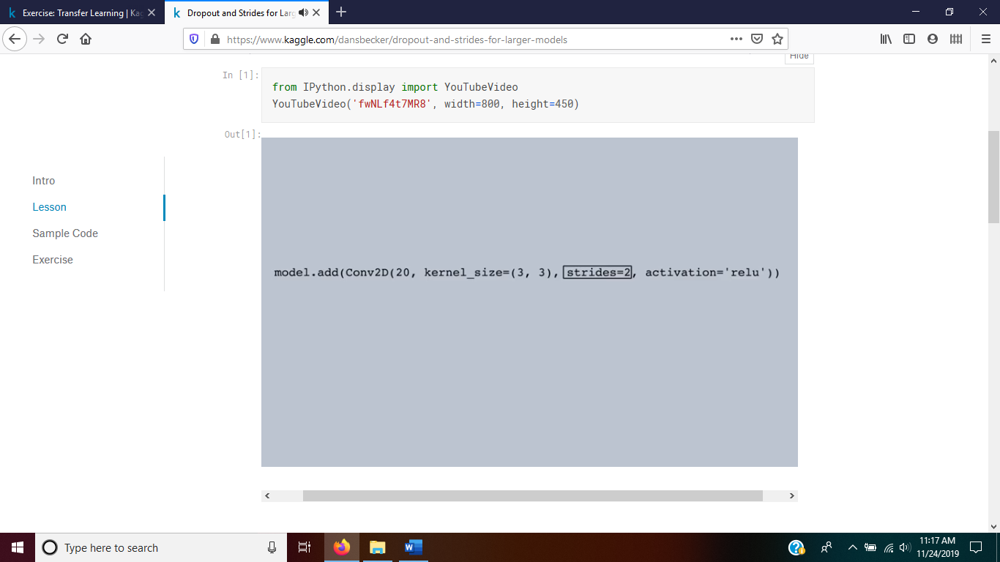 Exercise: Transfer Learning | Kag
Dropout and Strides for Larg
https://www.kaggle.com/dansbecker/dropout-and-strides-for-larger-models
Hide
In [1]:
from IPython.display import YouTubeVideo
YouTubeVideo('fwNLf4t7MR8', width=800, height=450)
Out[1]:
Intro
Lesson
Sample Code
Exercise
model.add(Conv2D(20, kernel_size=(3, 3), strides=2, activation='relu'))
Type here to search
11:17 AM
11/24/2019